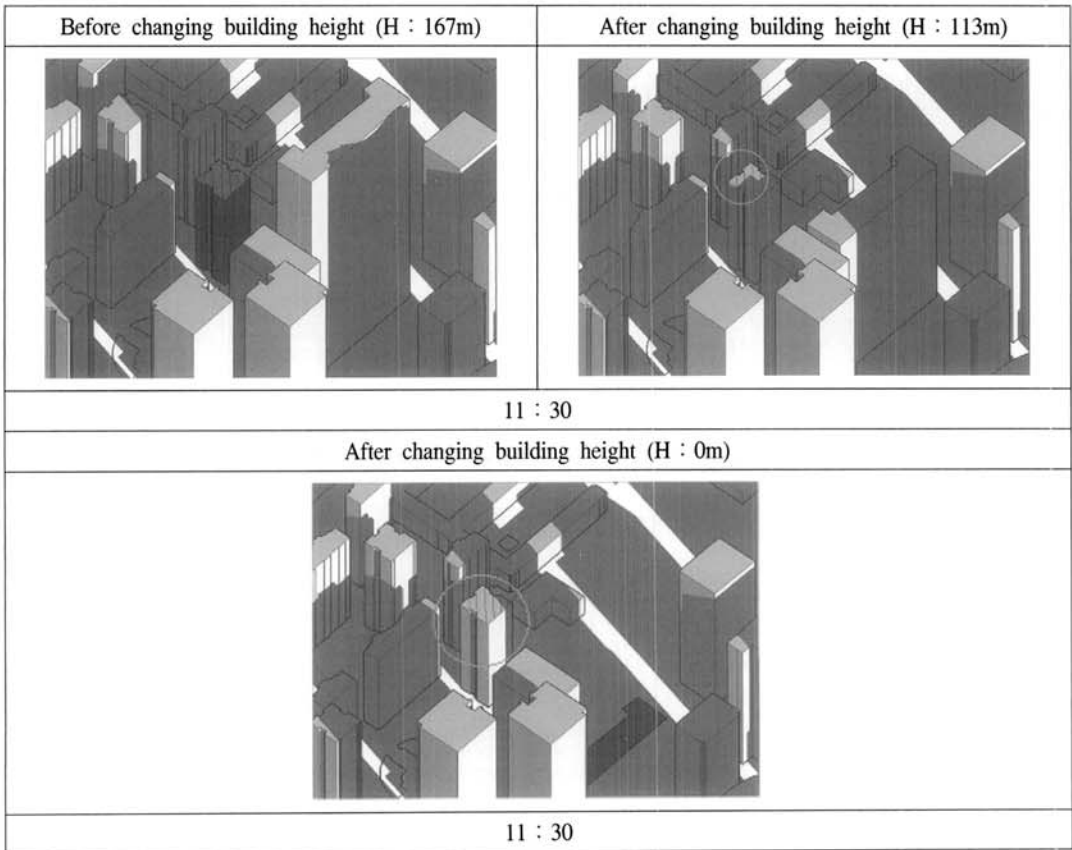 Before changing building height (H : 167m)
After changing building height (H : 113m)
11 : 30
After changing building height (H : 0m)
11 : 30